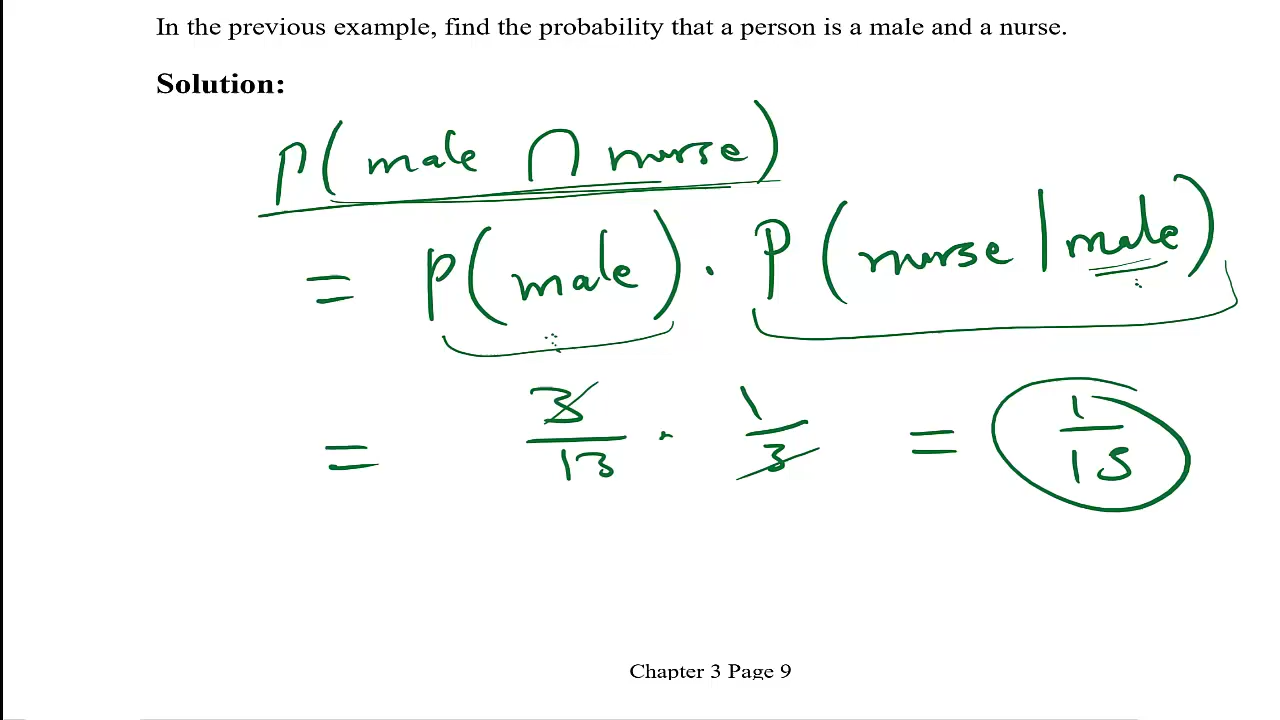 In the previous example, find the probability that a person is a male and a nurse.
Solution:
P( male ∩ nurse )
= P( male ) . P ( nurse | male )
= 3/13 . 1/3 = 1/13
Chapter 3 Page 9